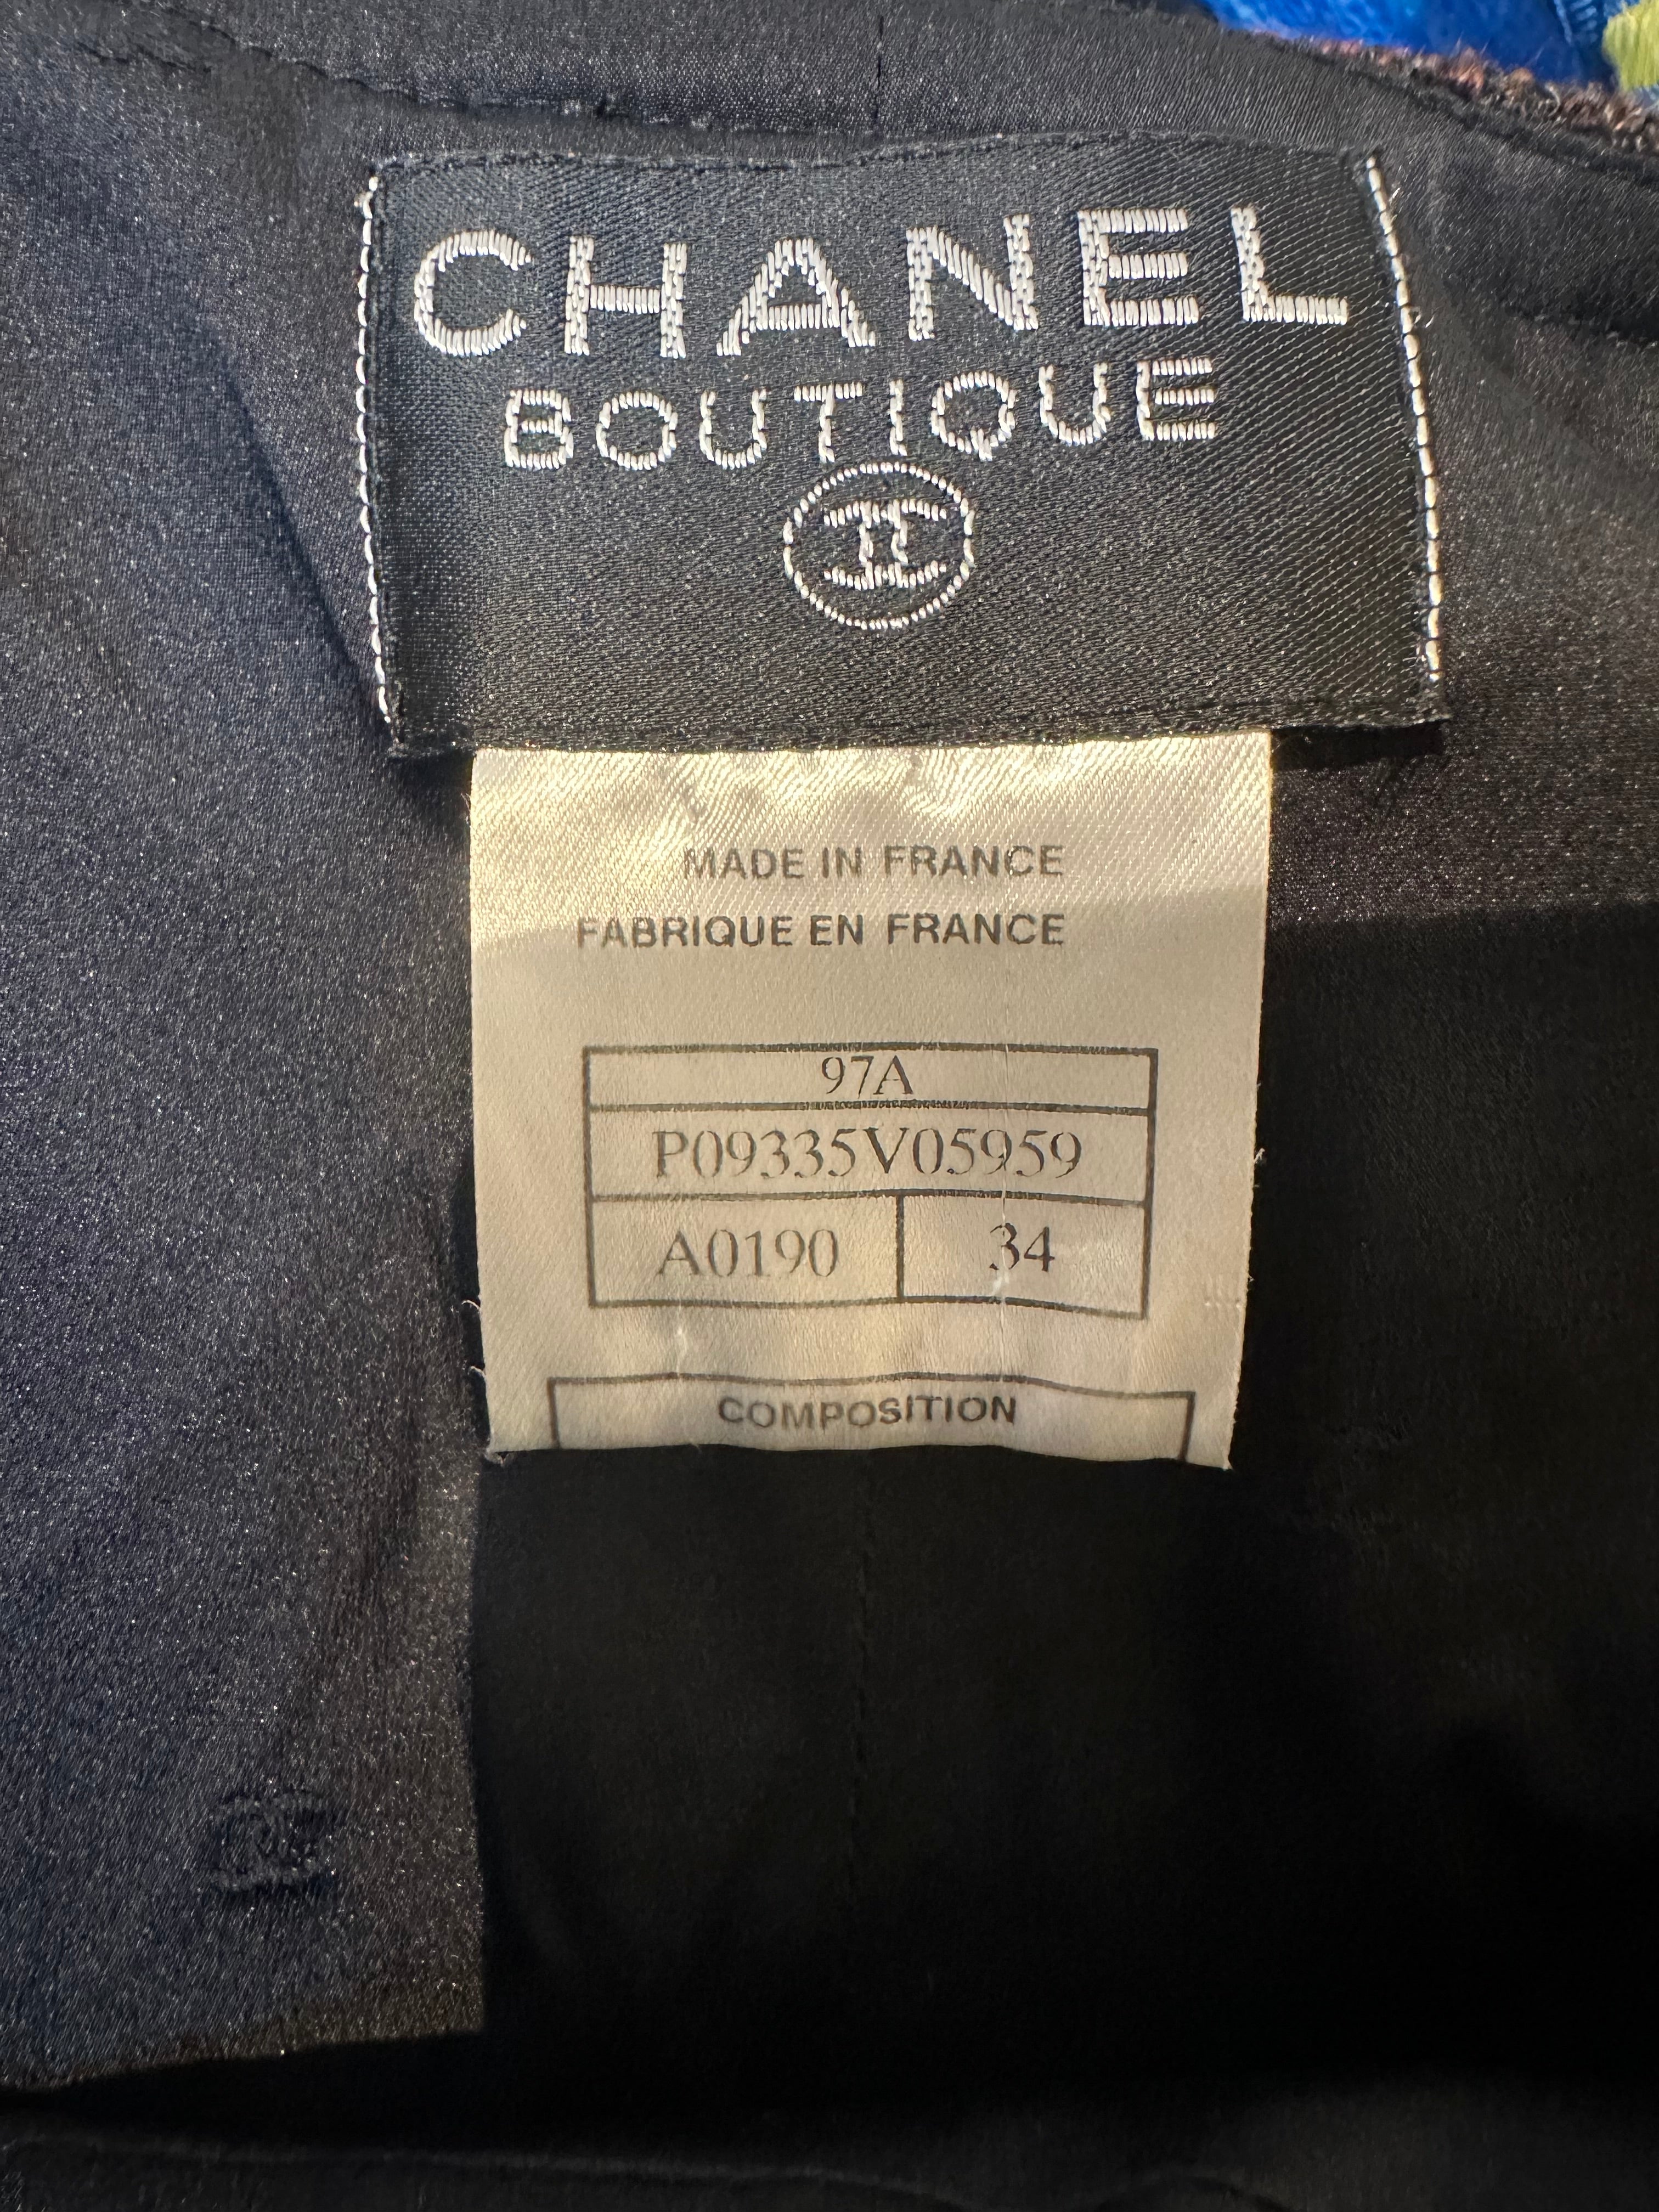 CHANEL
BOUTIQUE
MADE IN FRANCE
FABRIQUE EN FRANCE
97A
P09335V05959
A0190 34
COMPOSITION